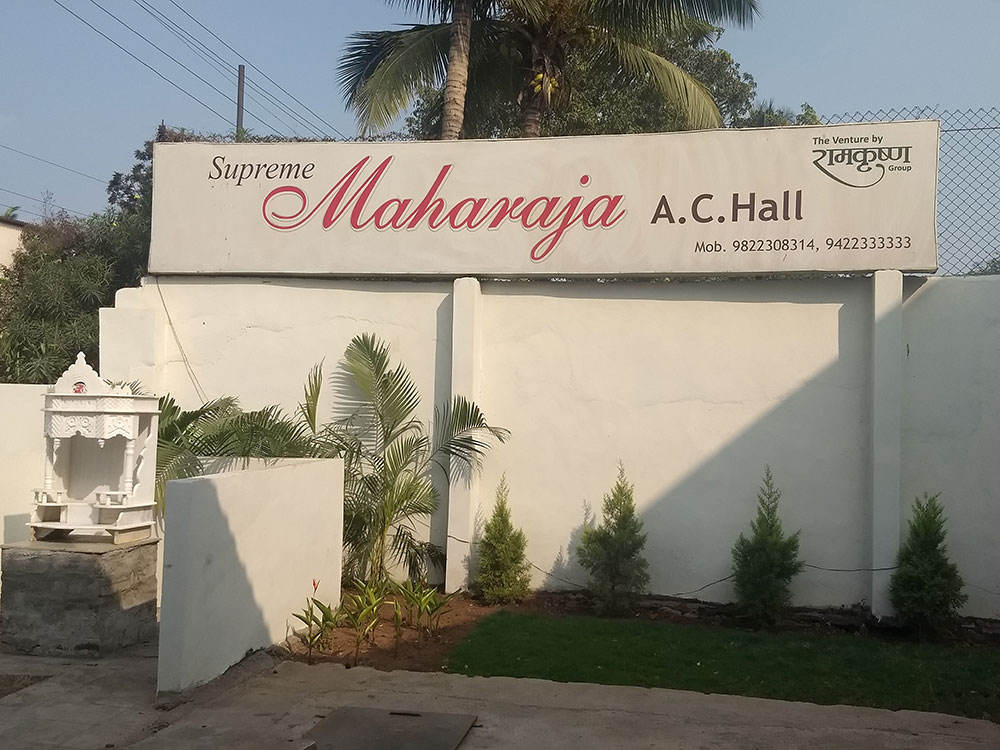 Supreme
Maharaja A.C.Hall
The Venture by
रामकृष्ण
Group
Mob. 9822308314, 9422333333